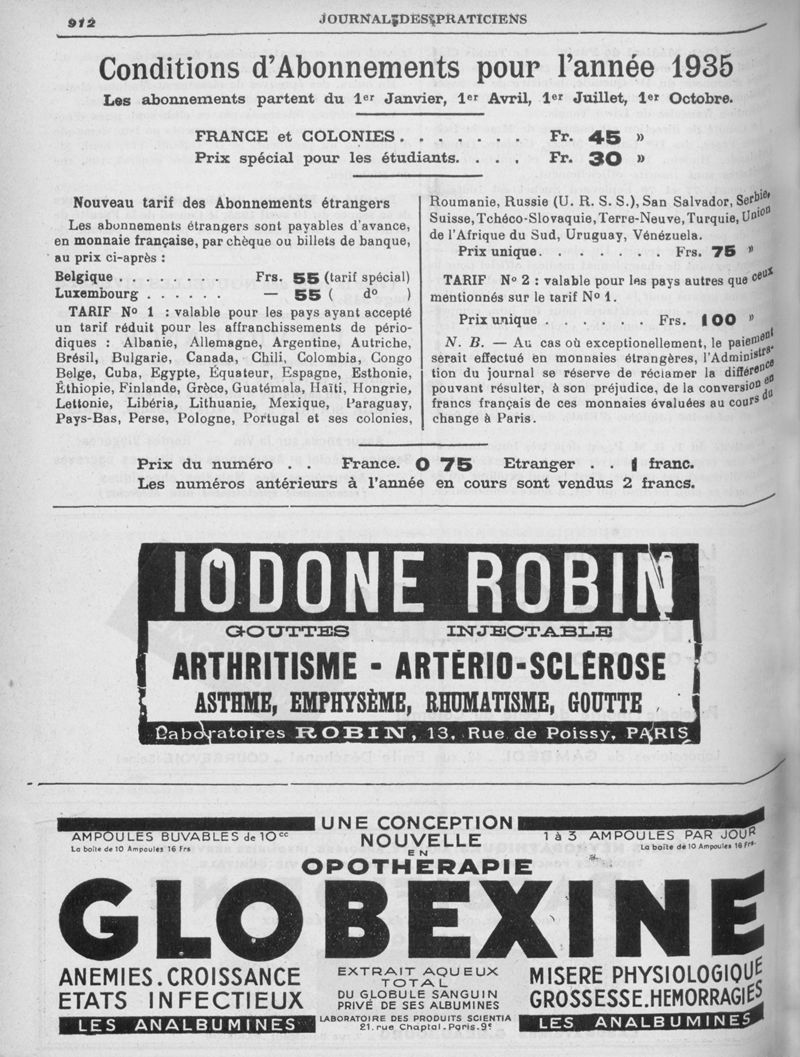 912
JOURNAL DES PRATICIENS
Conditions d'Abonnements pour l'année 1935
Les abonnements partent du 1er Janvier, 1er Avril, 1er Juillet, 1er Octobre.
FRANCE et COLONIES. . . . . . . Fr. 45 »
Prix spécial pour les étudiants. . . . Fr. 30 »
Nouveau tarif des Abonnements étrangers
Les abonnements étrangers sont payables d'avance,
en monnaie française, par chèque ou billets de banque,
au prix ci-après :
Belgique . . . . . . . . Frs. 55 (tarif spécial)
Luxembourg . . . . . . — 55 ( do )
TARIF No 1 : valable pour les pays ayant accepté
un tarif réduit pour les affranchissements de pério-
diques : Albanie, Allemagne, Argentine, Autriche,
Brésil, Bulgarie, Canada, Chili, Colombia, Congo
Belge, Cuba, Egypte, Équateur, Espagne, Esthonie,
Éthiopie, Finlande, Grèce, Guatémala, Haïti, Hongrie,
Lettonie, Libéria, Lithuanie, Mexique, Paraguay,
Pays-Bas, Perse, Pologne, Portugal et ses colonies,
Roumanie, Russie (U. R. S. S.), San Salvador, Serbie,
Suisse, Tchéco-Slovaquie, Terre-Neuve, Turquie, Union
de l'Afrique du Sud, Uruguay, Vénézuela.
Prix unique. . . . . . . Frs. 75 »
TARIF No 2 : valable pour les pays autres que ceux
mentionnés sur le tarif No 1.
Prix unique . . . . . . Frs. 100 »
N. B. — Au cas où exceptionellement, le paiement
serait effectué en monnaies étrangères, l'Administra-
tion du journal se réserve de réclamer la différence
pouvant résulter, à son préjudice, de la conversion en
francs français de ces monnaies évaluées au cours du
change à Paris.
Prix du numéro . . France. 0 75 Etranger . . 1 franc.
Les numéros antérieurs à l'année en cours sont vendus 2 francs.
IODONE ROBIN
GOUTTES INJECTABLE
ARTHRITISME - ARTÉRIO-SCLÉROSE
ASTHME, EMPHYSÈME, RHUMATISME, GOUTTE
Laboratoires ROBIN, 13, Rue de Poissy, PARIS
UNE CONCEPTION
NOUVELLE
EN
OPOTHERAPIE
AMPOULES BUVABLES de 10cc
La boîte de 10 Ampoules 16 Frs
1 à 3 AMPOULES PAR JOUR
La boîte de 10 Ampoules 16 Frs.
GLOBEXINE
ANEMIES.CROISSANCE
ETATS INFECTIEUX
LES ANALBUMINES
EXTRAIT AQUEUX
TOTAL
DU GLOBULE SANGUIN
PRIVÉ DE SES ALBUMINES
LABORATOIRE DES PRODUITS SCIENTIA
21. rue Chaptal. Paris. 9e
MISERE PHYSIOLOGIQUE
GROSSESSE.HEMORRAGIES
LES ANALBUMINES